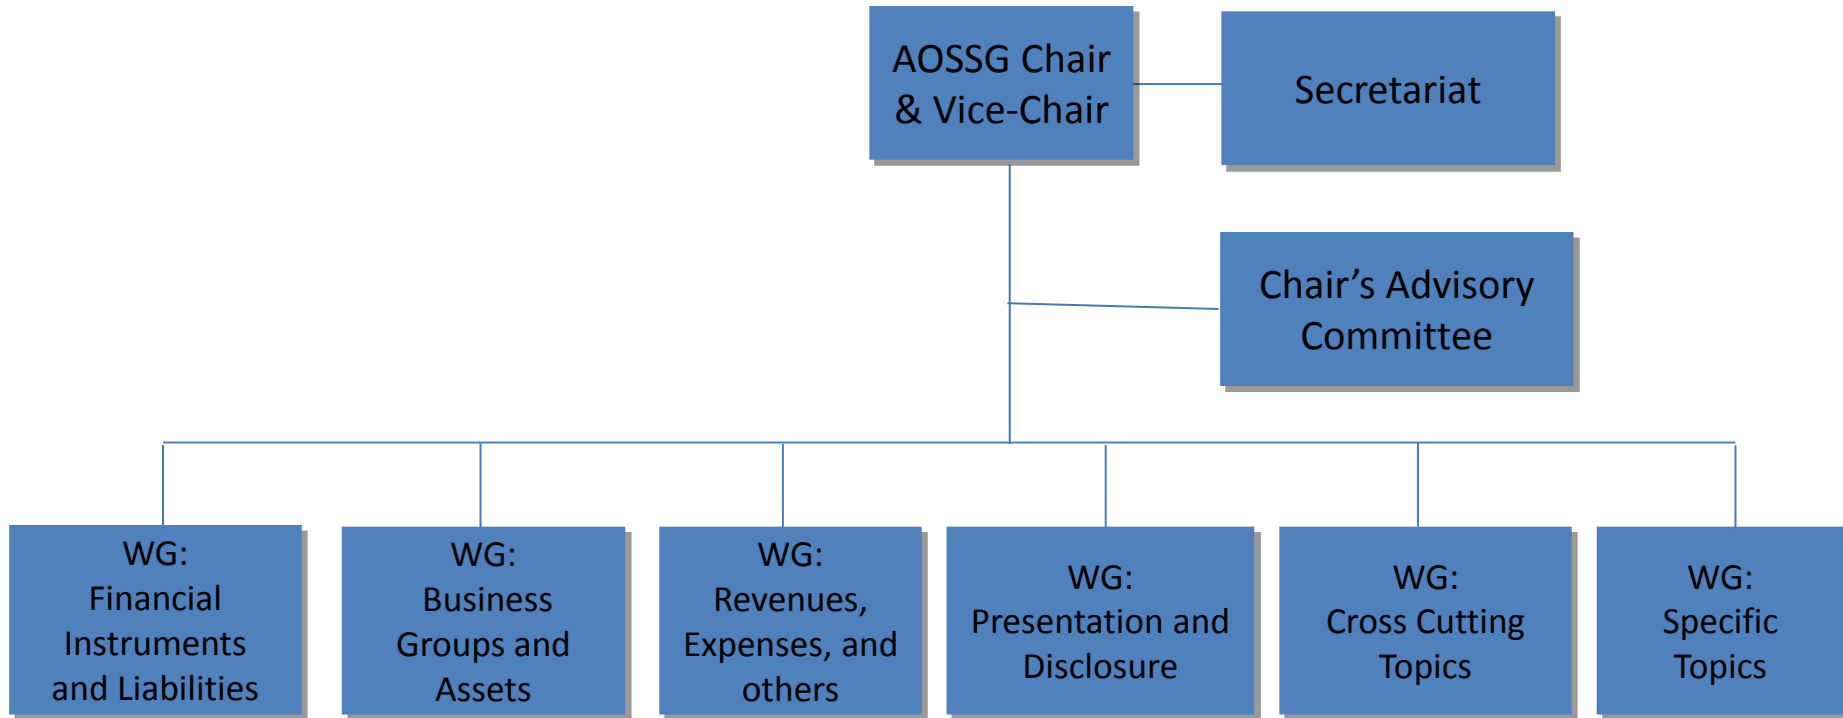 AOSSG Chair
& Vice-Chair
Secretariat
Chair’s Advisory
Committee
WG:
Financial
Instruments
and Liabilities
WG:
Business
Groups and
Assets
WG:
Revenues,
Expenses, and
others
WG:
Presentation and
Disclosure
WG:
Cross Cutting
Topics
WG:
Specific
Topics